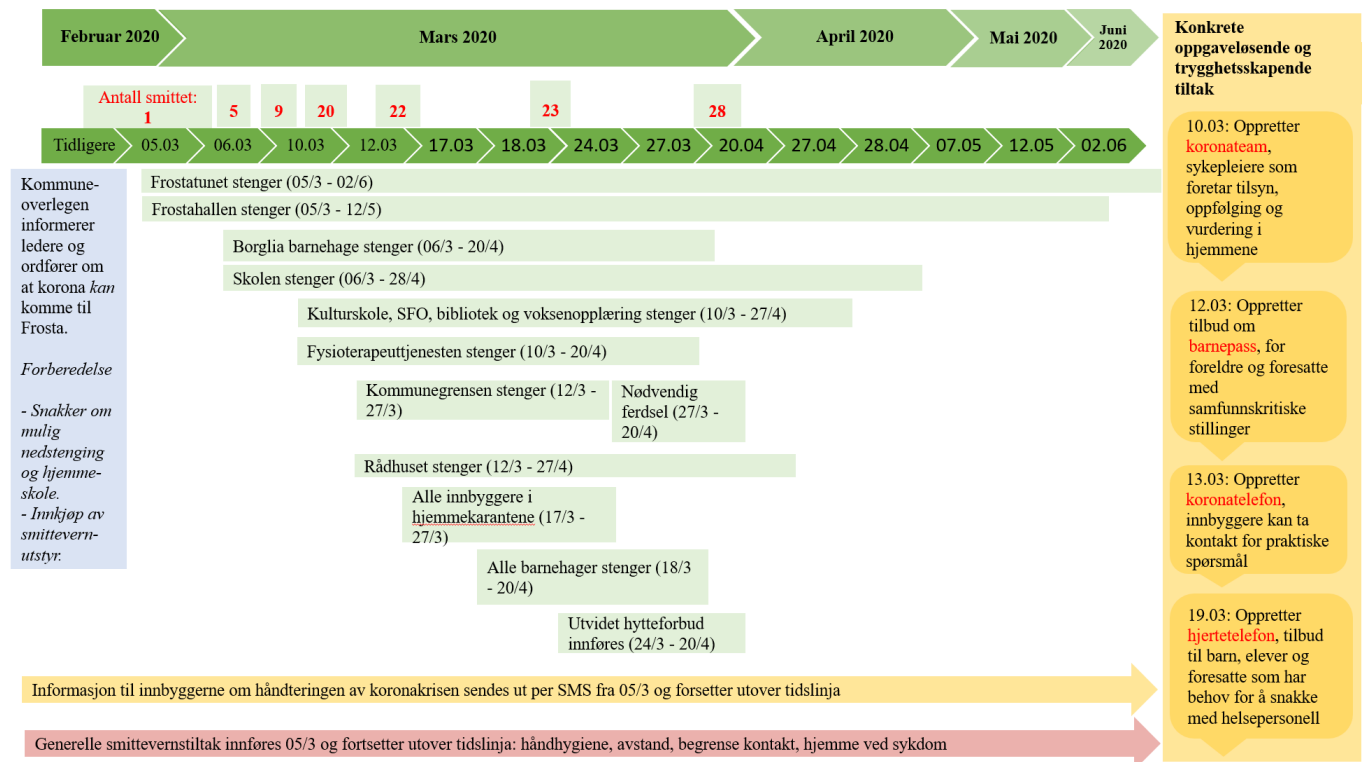 Februar 2020
Mars 2020
April 2020
Mai 2020
Juni
2020
Antall smittet:
1
5
9
20
22
23
28
Tidligere
05.03
06.03
10.03
12.03
17.03
18.03
24.03
27.03
20.04
27.04
28.04
07.05
12.05
02.06
Kommune-
overlegen
informerer
ledere og
ordfører om
at korona kan
komme til
Frosta.
Forberedelse
- Snakker om
mulig
nedstenging
og hjemme-
skole.
- Innkjøp av
smittevern-
utstyr.
Frostatunet stenger (05/3 - 02/6)
Frostahallen stenger (05/3 - 12/5)
Borglia barnehage stenger (06/3 - 20/4)
Skolen stenger (06/3 - 28/4)
Kulturskole, SFO, bibliotek og voksenopplæring stenger (10/3 - 27/4)
Fysioterapeuttjenesten stenger (10/3 - 20/4)
Kommunegrensen stenger (12/3 -
27/3)
Nødvendig
ferdsel (27/3 -
20/4)
Rådhuset stenger (12/3 - 27/4)
Alle innbyggere i
hjemmekarantene (17/3 -
27/3)
Alle barnehager stenger (18/3
- 20/4)
Utvidet hytteforbud
innføres (24/3 - 20/4)
Informasjon til innbyggerne om håndteringen av koronakrisen sendes ut per SMS fra 05/3 og forsetter utover tidslinja
Generelle smittevernstiltak innføres 05/3 og fortsetter utover tidslinja: håndhygiene, avstand, begrense kontakt, hjemme ved sykdom
Konkrete
oppgaveløsende og
trygghetsskapende
tiltak
10.03: Oppretter
koronateam,
sykepleiere som
foretar tilsyn,
oppfølging og
vurdering i
hjemmene
12.03: Oppretter
tilbud om
barnepass, for
foreldre og foresatte
med
samfunnskritiske
stillinger
13.03: Oppretter
koronatelefon,
innbyggere kan ta
kontakt for praktiske
spørsmål
19.03: Oppretter
hjertetelefon, tilbud
til barn, elever og
foresatte som har
behov for å snakke
med helsepersonell